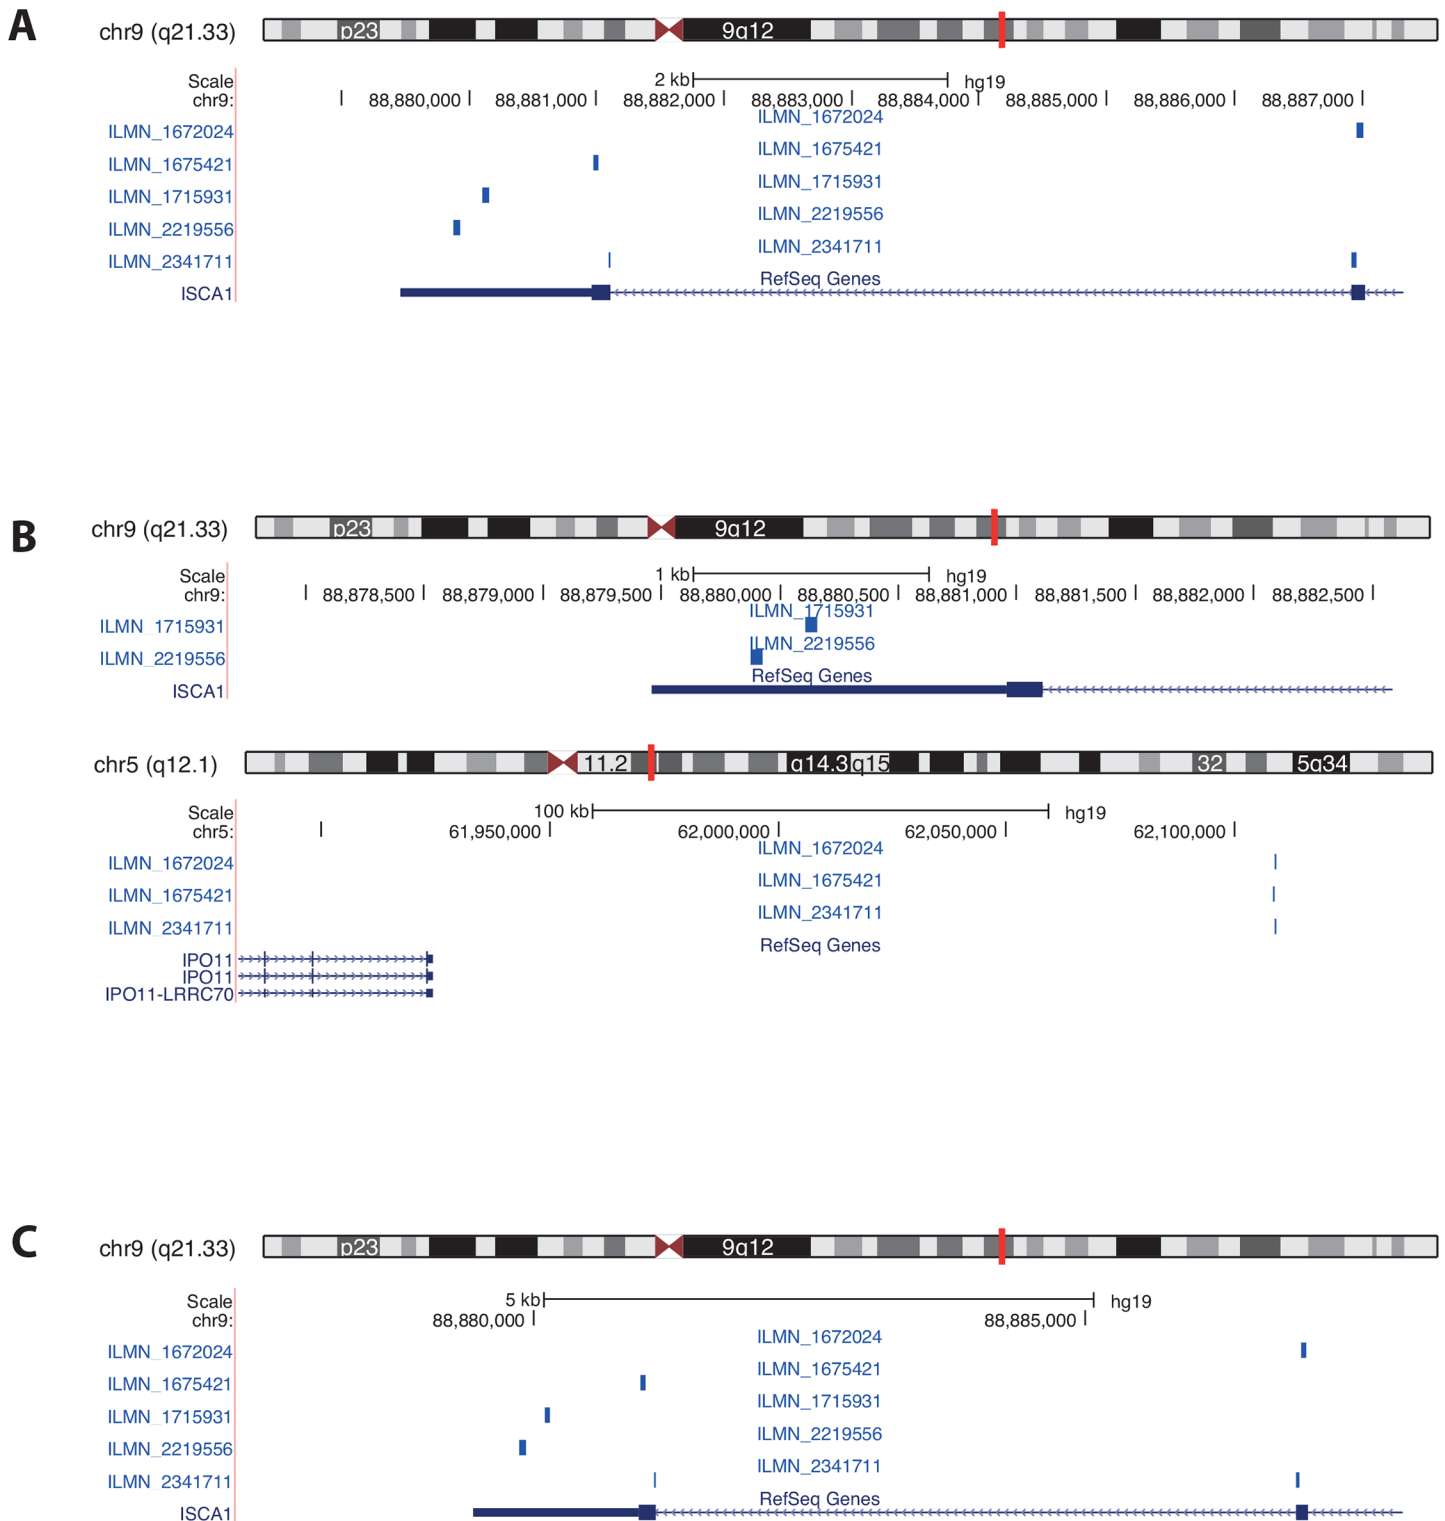 A
chr9 (q21.33) p23 9q12
Scale 2 kb hg19
chr9: 88,880,000 88,881,000 88,882,000 88,883,000 88,884,000 88,885,000 88,886,000 88,887,000
ILMN_1672024
ILMN_1672024
ILMN_1675421
ILMN_1675421
ILMN_1715931
ILMN_1715931
ILMN_2219556
ILMN_2219556
ILMN_2341711
ILMN_2341711
RefSeq Genes
ISCA1
B
chr9 (q21.33) p23 9q12
Scale 1 kb hg19
chr9: 88,878,500 88,879,000 88,879,500 88,880,000 88,880,500 88,881,000 88,881,500 88,882,000 88,882,500
ILMN_1715931
ILMN_1715931
ILMN_2219556
ILMN_2219556
RefSeq Genes
ISCA1
chr5 (q12.1) 11.2 q14.3 q15 32 5q34
Scale 100 kb hg19
chr5: 61,950,000 62,000,000 62,050,000 62,100,000
ILMN_1672024
ILMN_1672024
ILMN_1675421
ILMN_1675421
ILMN_2341711
ILMN_2341711
RefSeq Genes
IPO11
IPO11
IPO11-LRRC70
C
chr9 (q21.33) p23 9q12
Scale 5 kb hg19
chr9: 88,880,000 88,885,000
ILMN_1672024
ILMN_1672024
ILMN_1675421
ILMN_1675421
ILMN_1715931
ILMN_1715931
ILMN_2219556
ILMN_2219556
ILMN_2341711
ILMN_2341711
RefSeq Genes
ISCA1